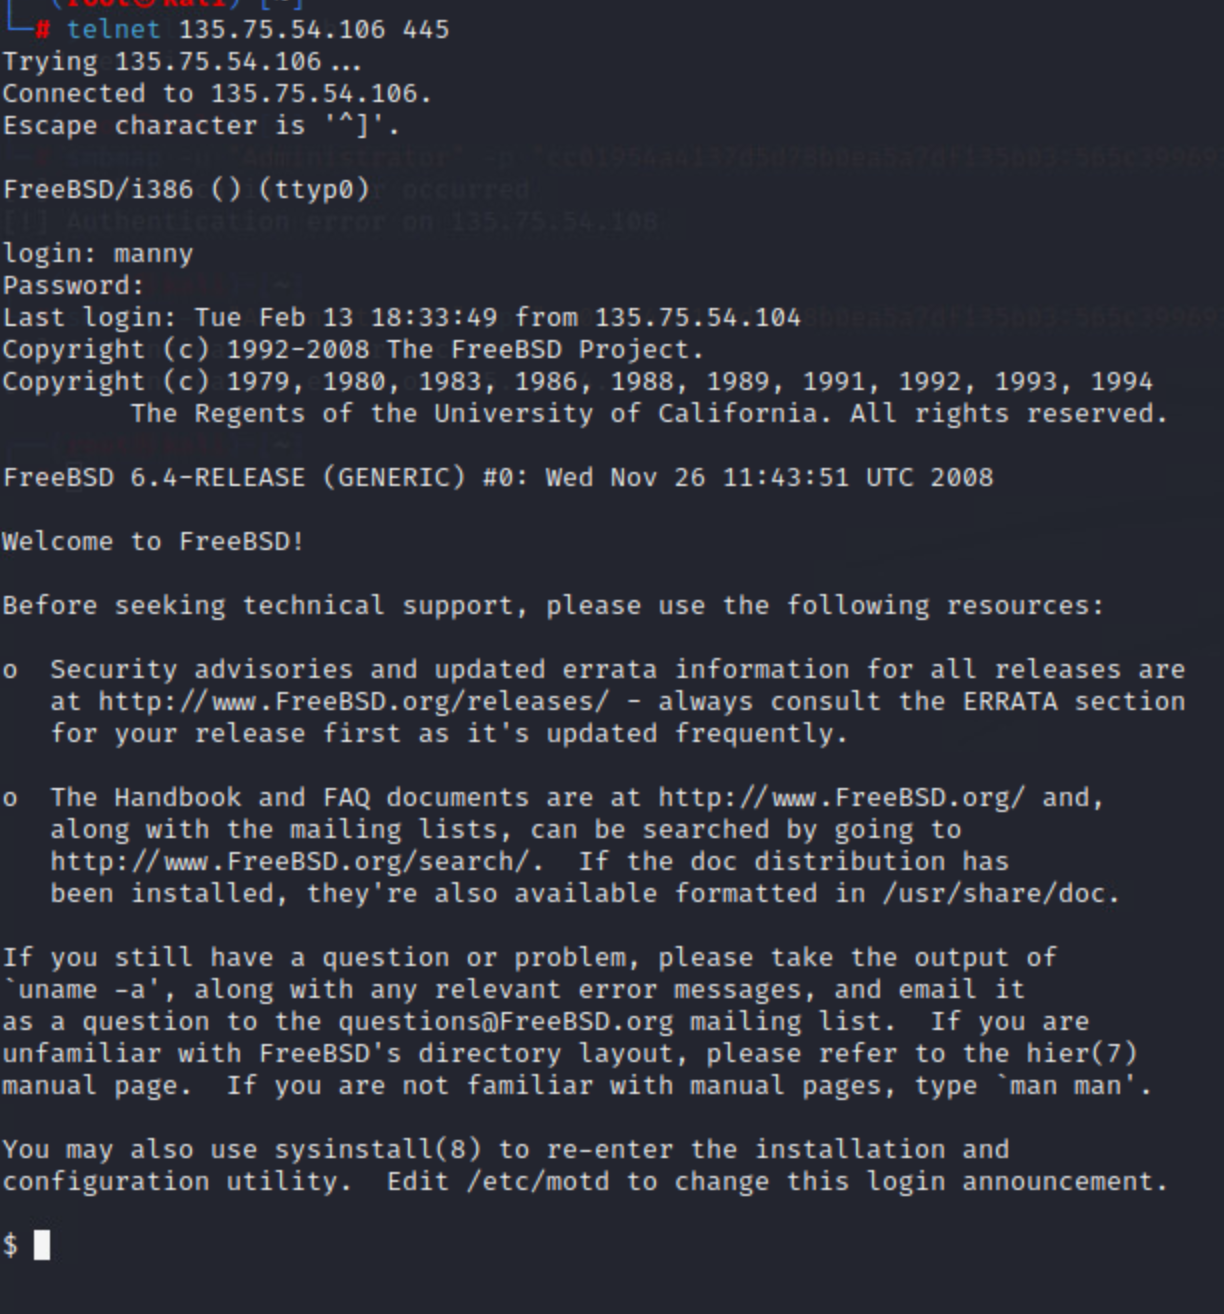 (root㉿kali) [~]
└─# telnet 135.75.54.106 445
Trying 135.75.54.106...
Connected to 135.75.54.106.
Escape character is '^]'.
FreeBSD/i386 () (ttyp0)
occurred
[!] Authentication error on 135.75.54.108
login: manny
Password:
Last login: Tue Feb 13 18:33:49 from 135.75.54.104
Copyright (c) 1992-2008 The FreeBSD Project.
Copyright (c) 1979, 1980, 1983, 1986, 1988, 1989, 1991, 1992, 1993, 1994
        The Regents of the University of California. All rights reserved.
FreeBSD 6.4-RELEASE (GENERIC) #0: Wed Nov 26 11:43:51 UTC 2008
Welcome to FreeBSD!
Before seeking technical support, please use the following resources:
o  Security advisories and updated errata information for all releases are
   at http://www.FreeBSD.org/releases/ - always consult the ERRATA section
   for your release first as it's updated frequently.
o  The Handbook and FAQ documents are at http://www.FreeBSD.org/ and,
   along with the mailing lists, can be searched by going to
   http://www.FreeBSD.org/search/.  If the doc distribution has
   been installed, they're also available formatted in /usr/share/doc.
If you still have a question or problem, please take the output of
`uname -a', along with any relevant error messages, and email it
as a question to the questions@FreeBSD.org mailing list.  If you are
unfamiliar with FreeBSD's directory layout, please refer to the hier(7)
manual page.  If you are not familiar with manual pages, type `man man'.
You may also use sysinstall(8) to re-enter the installation and
configuration utility.  Edit /etc/motd to change this login announcement.
$